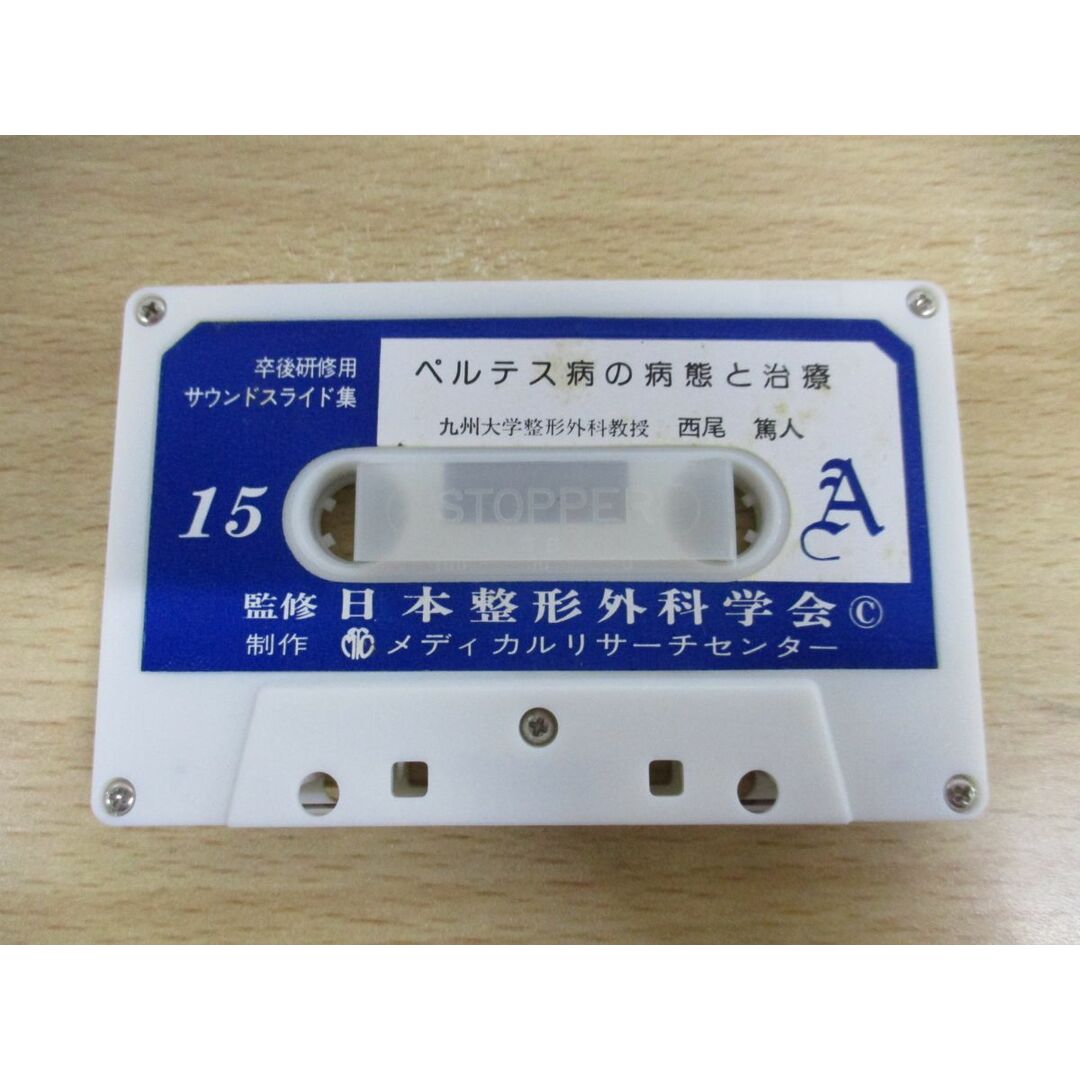 卒後研修用
サウンドスライド集
ペルテス病の病態と治療
九州大学整形外科教授 西尾 篤人
15
STOPPER
A
監修 日本整形外科学会©
制作 MRC メディカルリサーチセンター